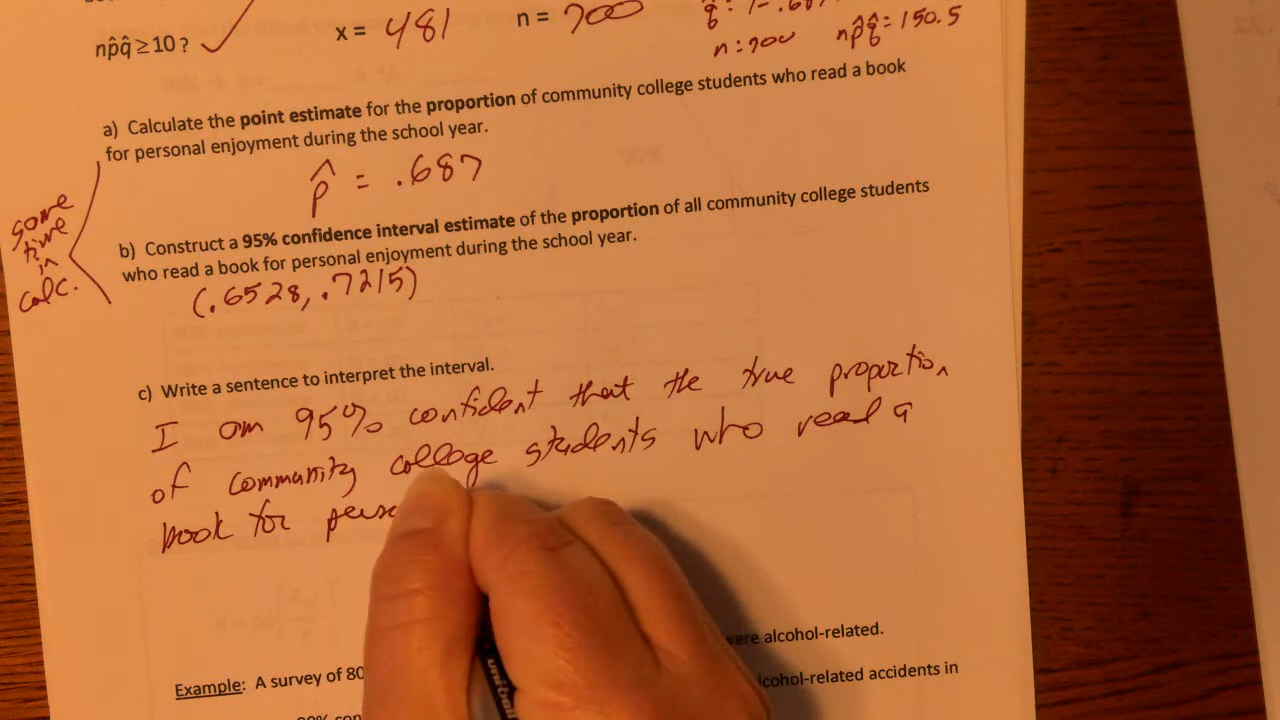 np̂q̂ ≥ 10 ? ✓ x = 481 n = 700 q̂ : 1 - .687
n : 700 np̂q̂ = 150.5
a) Calculate the point estimate for the proportion of community college students who read a book
for personal enjoyment during the school year.
p̂ = .687
some
time
in
calc.
b) Construct a 95% confidence interval estimate of the proportion of all community college students
who read a book for personal enjoyment during the school year.
(.6528, .7215)
c) Write a sentence to interpret the interval.
I am 95% confident that the true proportion
of community college students who read a
book for perso
Example: A survey of 80 were alcohol-related.
lcohol-related accidents in